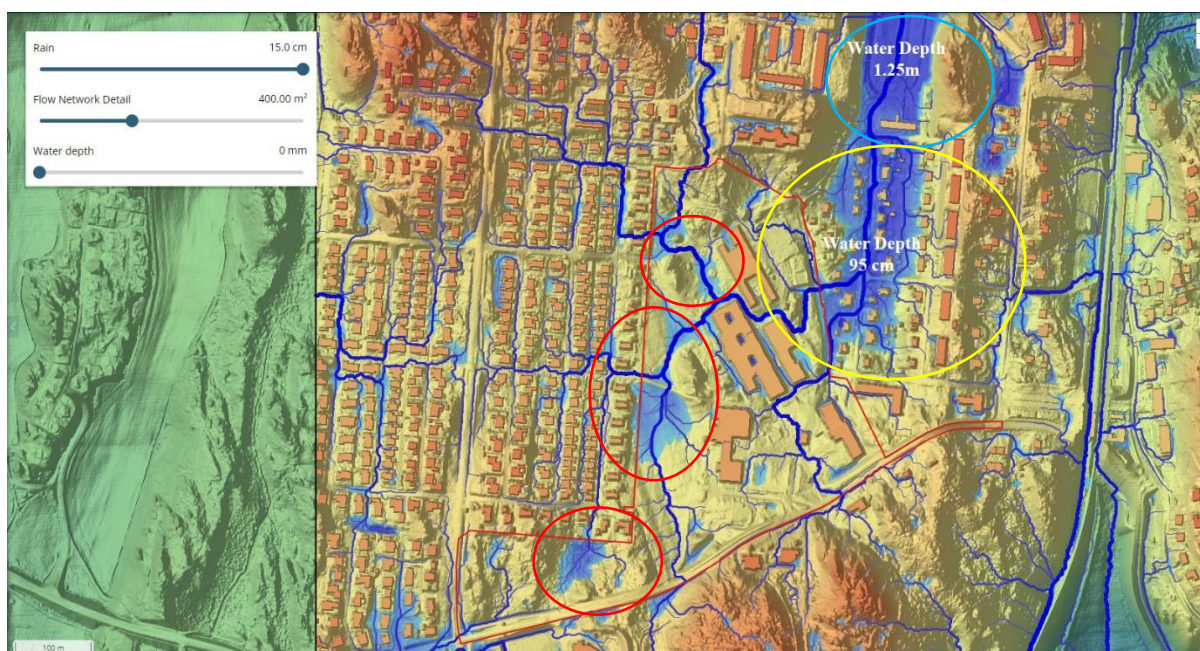 Rain 15.0 cm
Flow Network Detail 400.00 m²
Water depth 0 mm
Water Depth
1.25m
Water Depth
95 cm
100 m